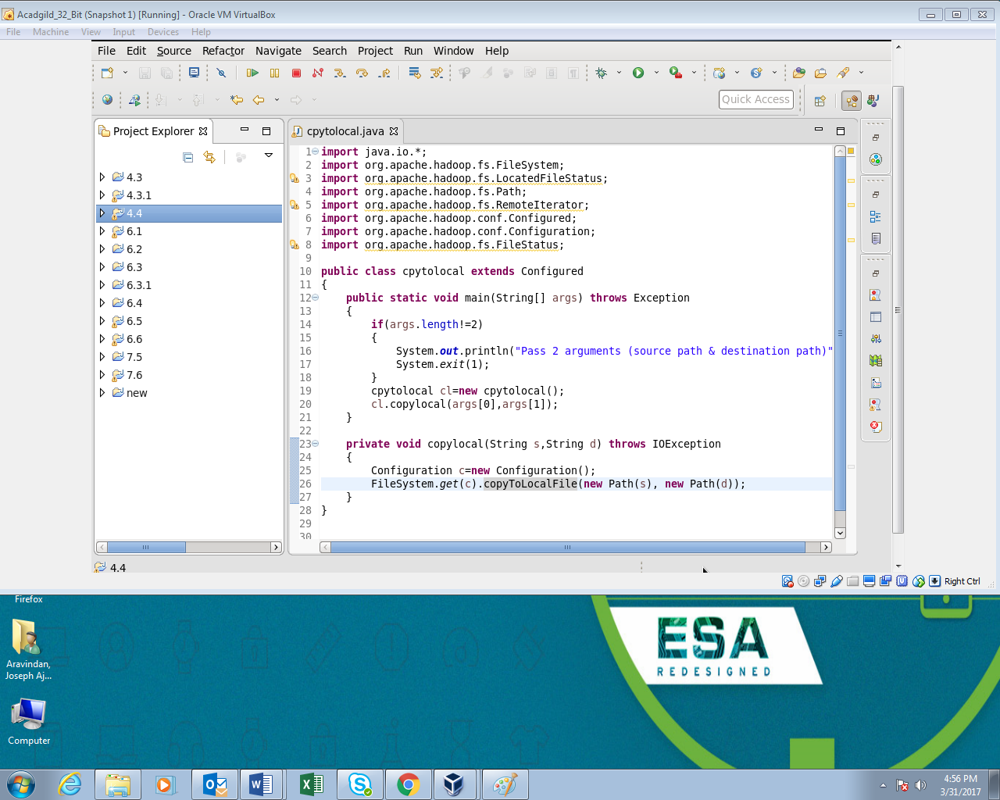 Acadgild_32_Bit (Snapshot 1) [Running] - Oracle VM VirtualBox
File Machine View Input Devices Help
File Edit Source Refactor Navigate Search Project Run Window Help
Quick Access
Project Explorer
4.3
4.3.1
4.4
6.1
6.2
6.3
6.3.1
6.4
6.5
6.6
7.5
7.6
new
cpytolocal.java
1 import java.io.*;
2 import org.apache.hadoop.fs.FileSystem;
3 import org.apache.hadoop.fs.LocatedFileStatus;
4 import org.apache.hadoop.fs.Path;
5 import org.apache.hadoop.fs.RemoteIterator;
6 import org.apache.hadoop.conf.Configured;
7 import org.apache.hadoop.conf.Configuration;
8 import org.apache.hadoop.fs.FileStatus;
9
10 public class cpytolocal extends Configured
11 {
12 public static void main(String[] args) throws Exception
13 {
14 if(args.length!=2)
15 {
16 System.out.println("Pass 2 arguments (source path & destination path)"
17 System.exit(1);
18 }
19 cpytolocal cl=new cpytolocal();
20 cl.copylocal(args[0],args[1]);
21 }
22
23 private void copylocal(String s,String d) throws IOException
24 {
25 Configuration c=new Configuration();
26 FileSystem.get(c).copyToLocalFile(new Path(s), new Path(d));
27 }
28 }
29
30
4.4
Right Ctrl
Firefox
Aravindan,
Joseph Aj...
Computer
ESA
REDESIGNED
4:56 PM
3/31/2017